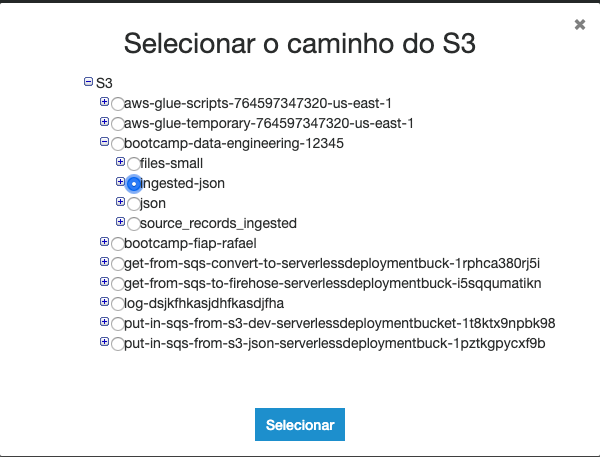 Selecionar o caminho do S3
S3
aws-glue-scripts-764597347320-us-east-1
aws-glue-temporary-764597347320-us-east-1
bootcamp-data-engineering-12345
files-small
ingested-json
json
source_records_ingested
bootcamp-fiap-rafael
get-from-sqs-convert-to-serverlessdeploymentbuck-1rphca380rj5i
get-from-sqs-to-firehose-serverlessdeploymentbuck-i5sqqumatikn
log-dsjkfhkasjdhfkasdjfha
put-in-sqs-from-s3-dev-serverlessdeploymentbucket-1t8ktx9npbk98
put-in-sqs-from-s3-json-serverlessdeploymentbuck-1pztkgpycxf9b
Selecionar